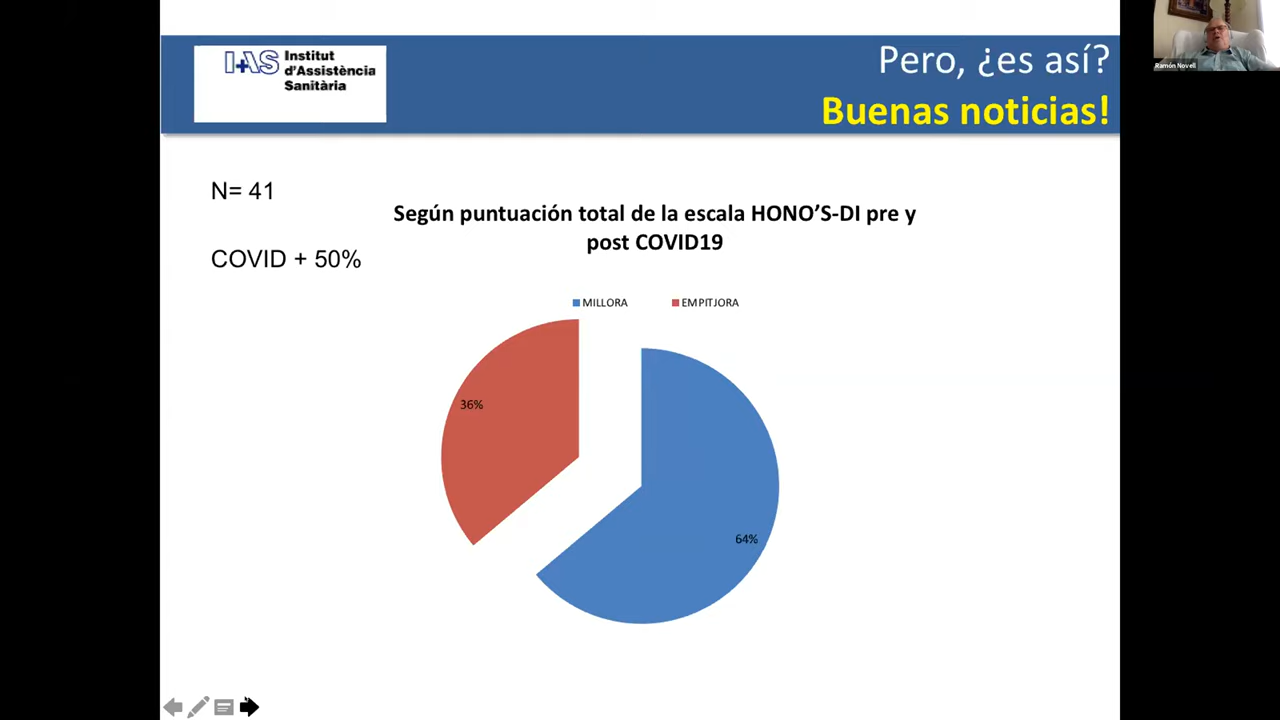 IAS Institut
d'Assistència
Sanitària
Pero, ¿es así?
Buenas noticias!
Ramón Novell
N= 41
COVID + 50%
Según puntuación total de la escala HONO'S-DI pre y
post COVID19
MILLORA EMPITJORA
36%
64%